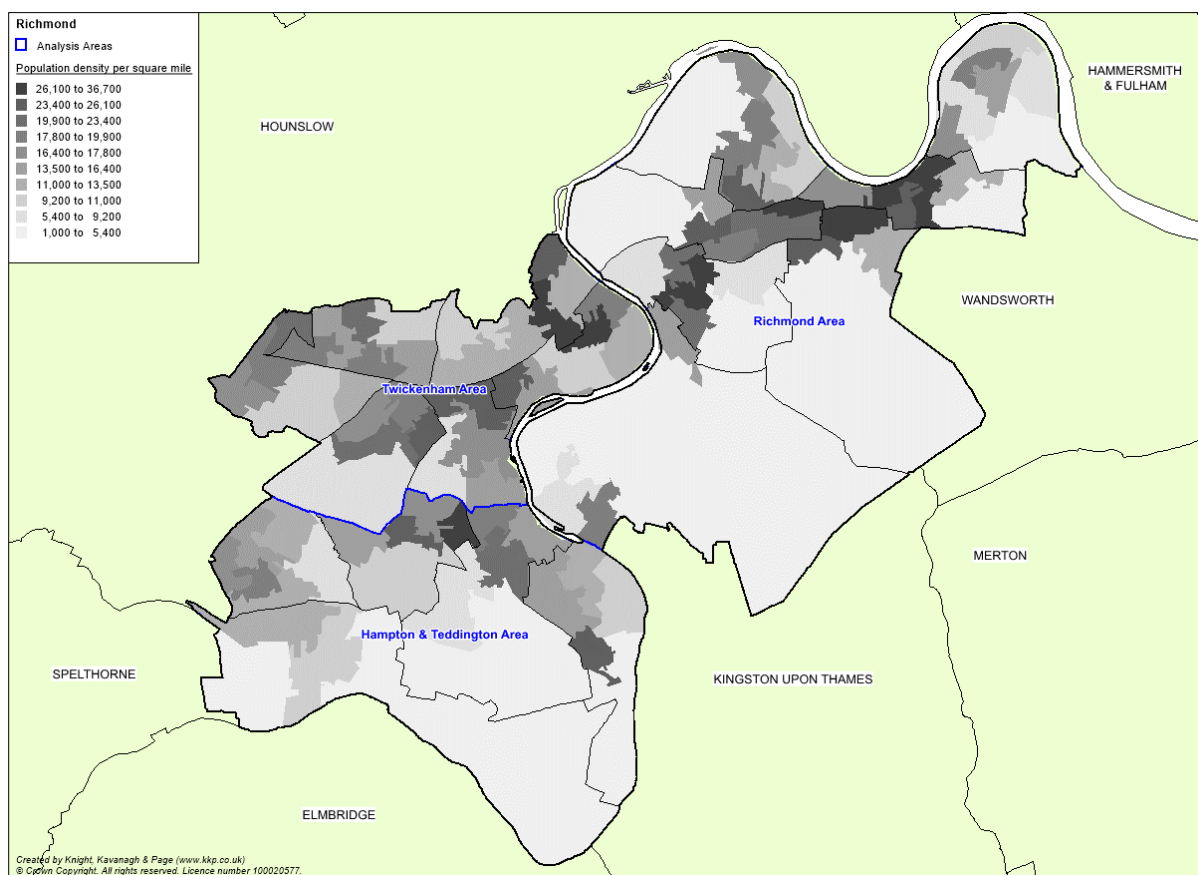 Richmond
Analysis Areas
Population density per square mile
26,100 to 36,700
23,400 to 26,100
19,900 to 23,400
17,800 to 19,900
16,400 to 17,800
13,500 to 16,400
11,000 to 13,500
9,200 to 11,000
5,400 to 9,200
1,000 to 5,400
HAMMERSMITH
& FULHAM
HOUNSLOW
WANDSWORTH
Richmond Area
Twickenham Area
MERTON
Hampton & Teddington Area
SPELTHORNE
KINGSTON UPON THAMES
ELMBRIDGE
Created by Knight, Kavanagh & Page (www.kkp.co.uk)
© Crown Copyright. All rights reserved. Licence number 100020577.